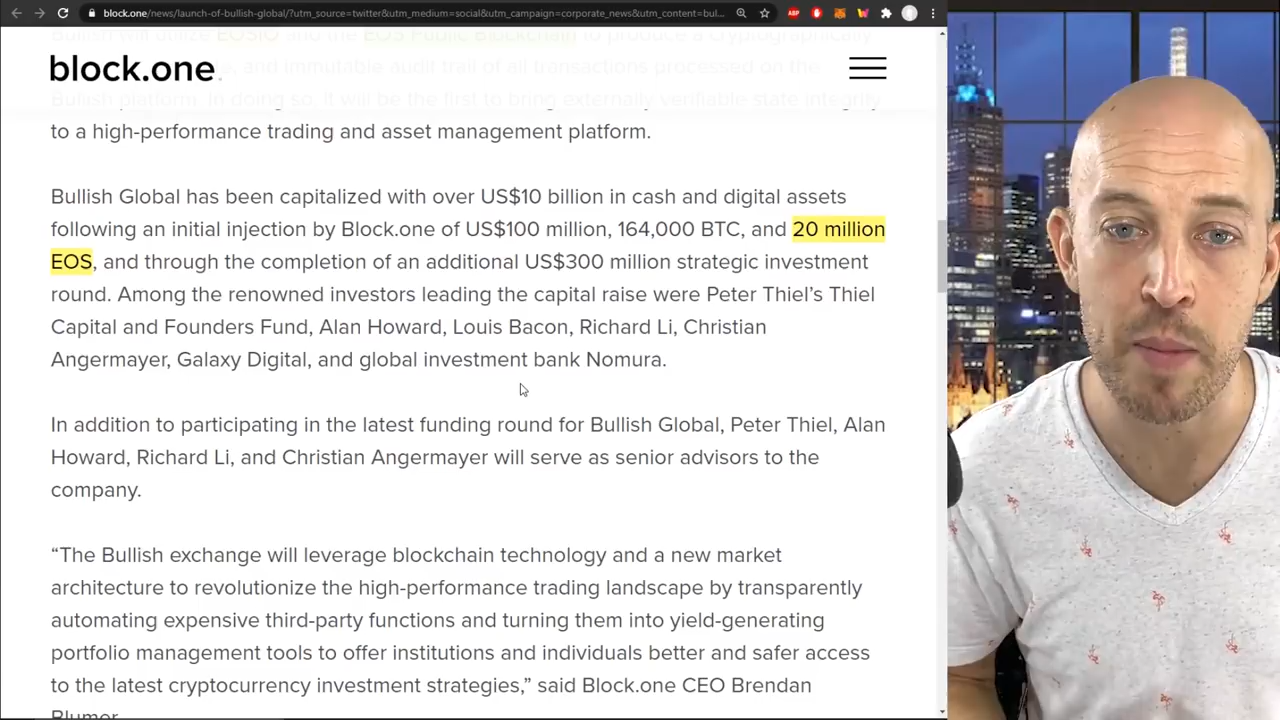 block.one/news/launch-of-bullish-global/?utm_source=twitter&utm_medium=social&utm_campaign=corporate_news&utm_content=bul...
Bullish will utilize EOSIO and the EOS Public Blockchain to produce a cryptographically
block.one
and immutable audit trail of all transactions processed on the
Bullish platform. In doing so, it will be the first to bring externally verifiable state integrity
to a high-performance trading and asset management platform.
Bullish Global has been capitalized with over US$10 billion in cash and digital assets
following an initial injection by Block.one of US$100 million, 164,000 BTC, and 20 million
EOS, and through the completion of an additional US$300 million strategic investment
round. Among the renowned investors leading the capital raise were Peter Thiel’s Thiel
Capital and Founders Fund, Alan Howard, Louis Bacon, Richard Li, Christian
Angermayer, Galaxy Digital, and global investment bank Nomura.
In addition to participating in the latest funding round for Bullish Global, Peter Thiel, Alan
Howard, Richard Li, and Christian Angermayer will serve as senior advisors to the
company.
“The Bullish exchange will leverage blockchain technology and a new market
architecture to revolutionize the high-performance trading landscape by transparently
automating expensive third-party functions and turning them into yield-generating
portfolio management tools to offer institutions and individuals better and safer access
to the latest cryptocurrency investment strategies,” said Block.one CEO Brendan
Blumer